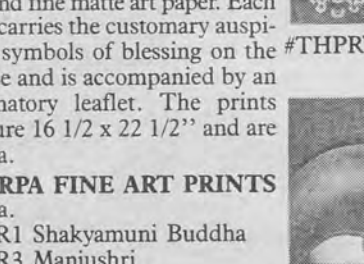 nd fine matte art paper. Each
carries the customary auspi-
symbols of blessing on the
e and is accompanied by an
natory leaflet. The prints
ure 16 1/2 x 22 1/2’’ and are
a.
RPA FINE ART PRINTS
a.
R1 Shakyamuni Buddha
R3 Manjushri
#THPR